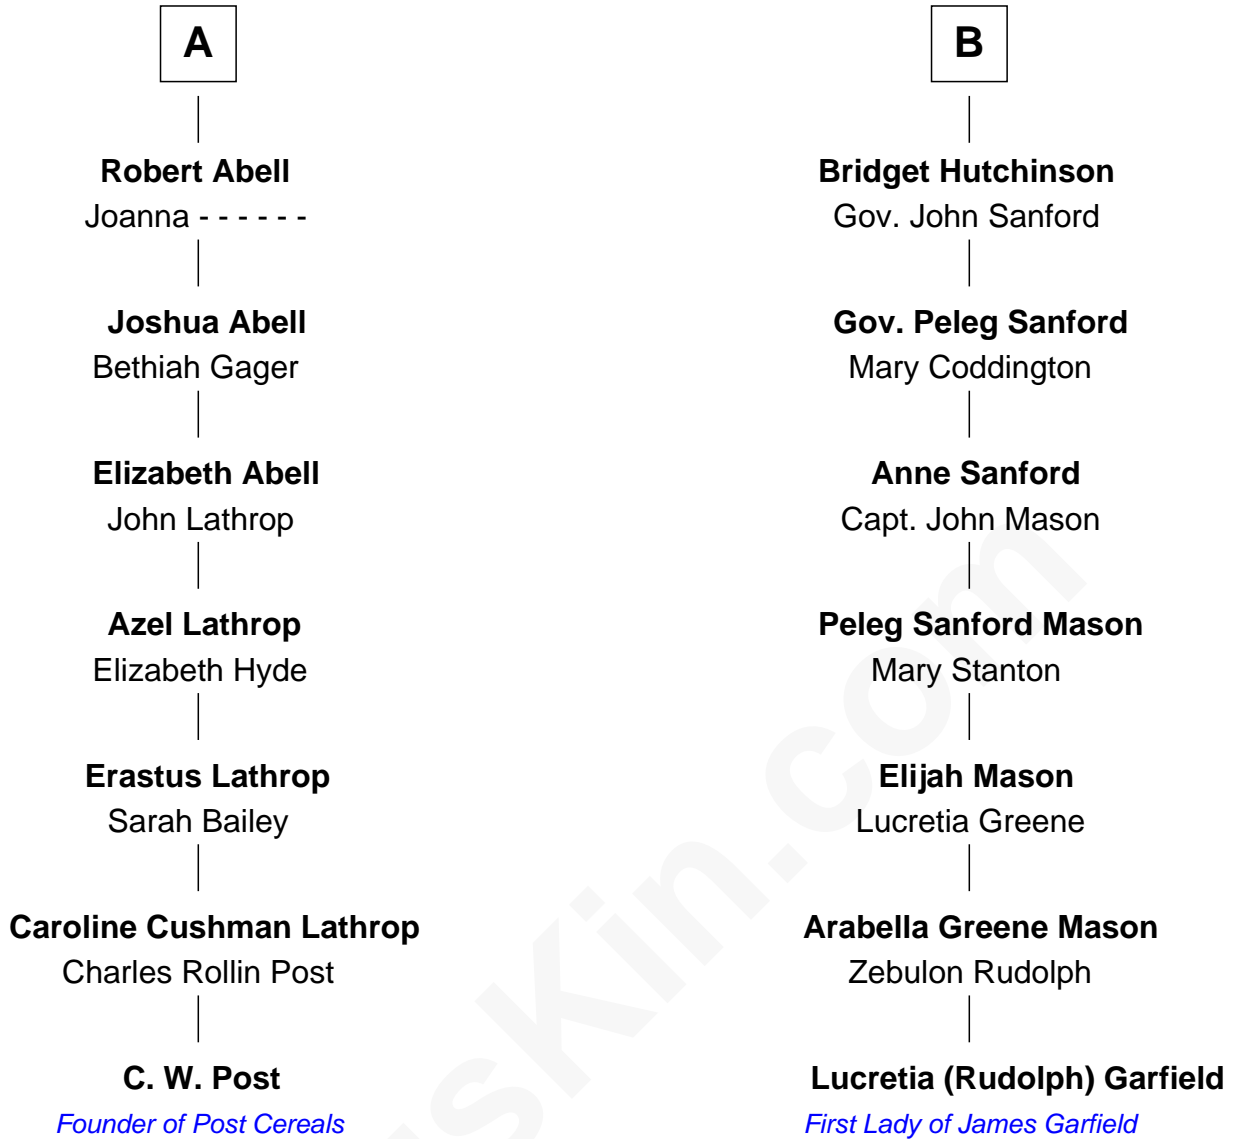 A
Robert Abell
Joanna - - - - - -
Joshua Abell
Bethiah Gager
Elizabeth Abell
John Lathrop
Azel Lathrop
Elizabeth Hyde
Erastus Lathrop
Sarah Bailey
Caroline Cushman Lathrop
Charles Rollin Post
C. W. Post
Founder of Post Cereals
B
Bridget Hutchinson
Gov. John Sanford
Gov. Peleg Sanford
Mary Coddington
Anne Sanford
Capt. John Mason
Peleg Sanford Mason
Mary Stanton
Elijah Mason
Lucretia Greene
Arabella Greene Mason
Zebulon Rudolph
Lucretia (Rudolph) Garfield
First Lady of James Garfield
sKin.com